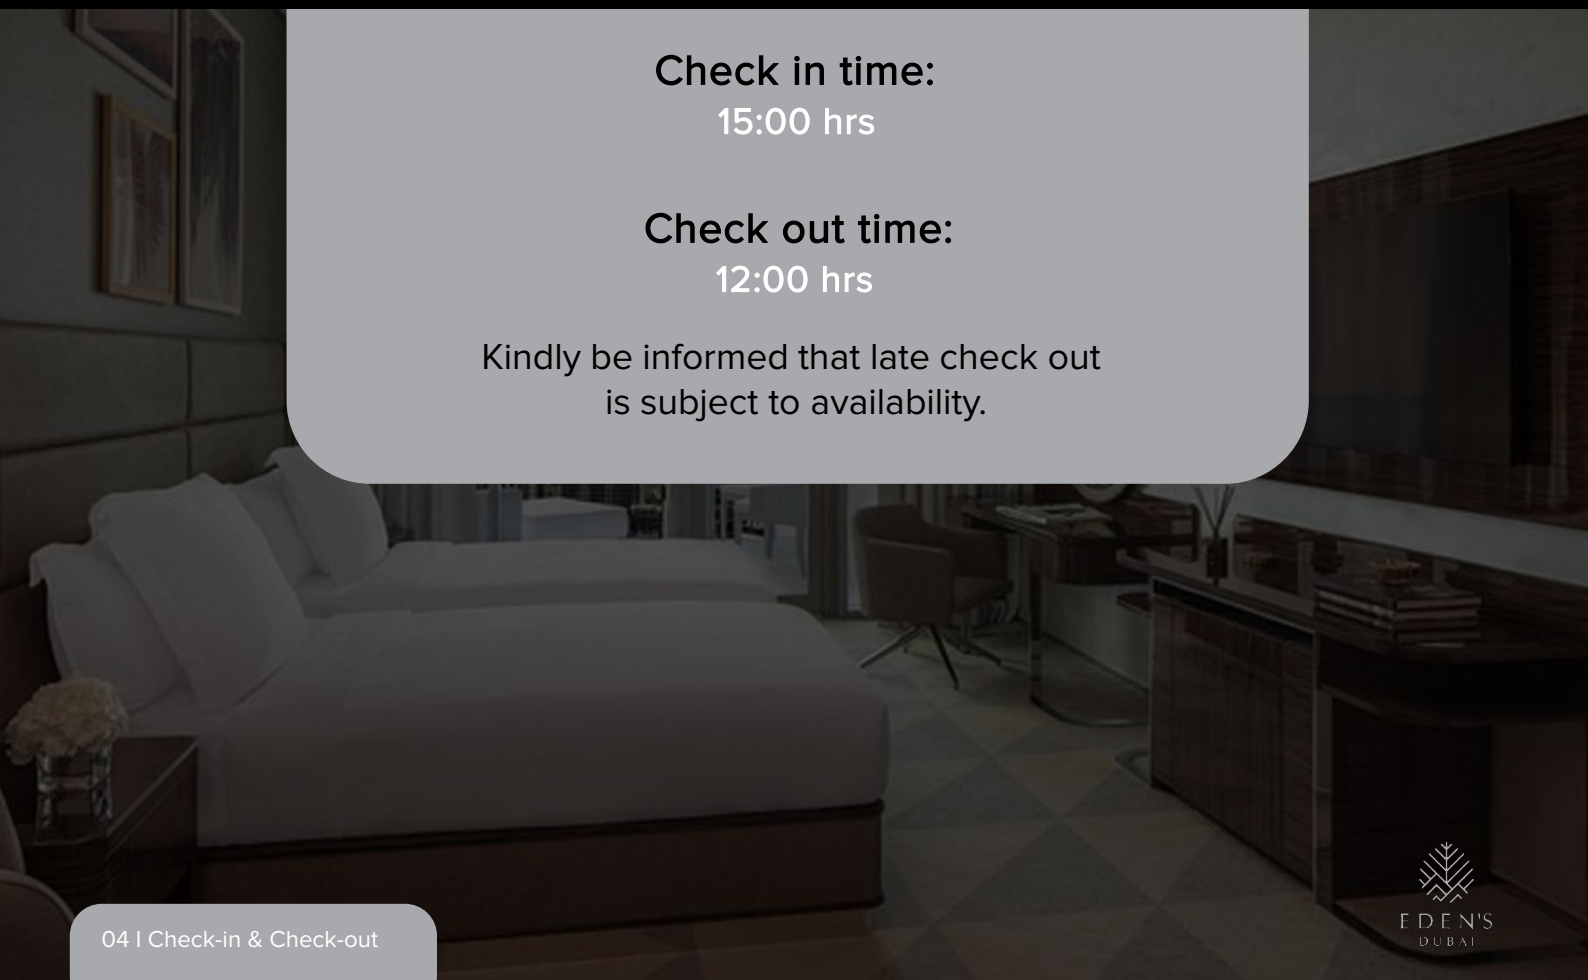 Check in time:
15:00 hrs
Check out time:
12:00 hrs
Kindly be informed that late check out
is subject to availability.
04 I Check-in & Check-out
EDEN'S
DUBAI